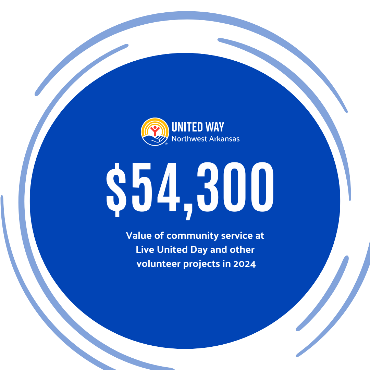 UNITED WAY
Northwest Arkansas
$54,300
Value of community service at
Live United Day and other
volunteer projects in 2024